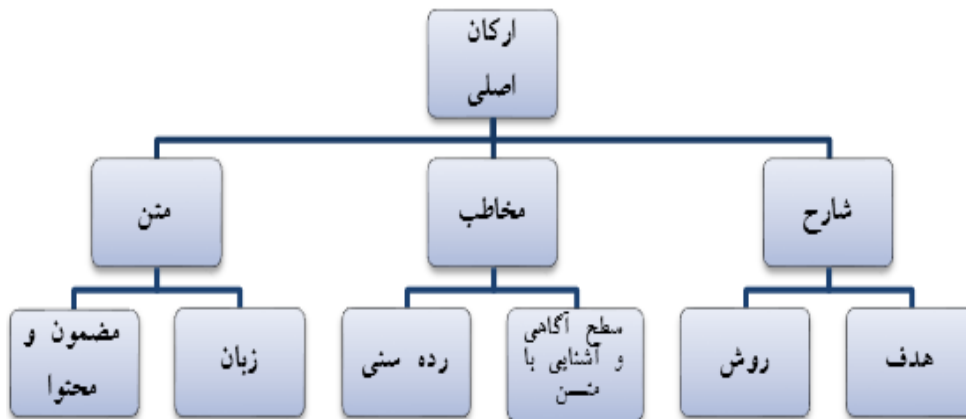 ارکان
اصلی
شارح
مخاطب
متن
هدف
روش
سطح آگاهی
و آشنایی با
متن
رده سنی
زبان
مضمون و
محتوا